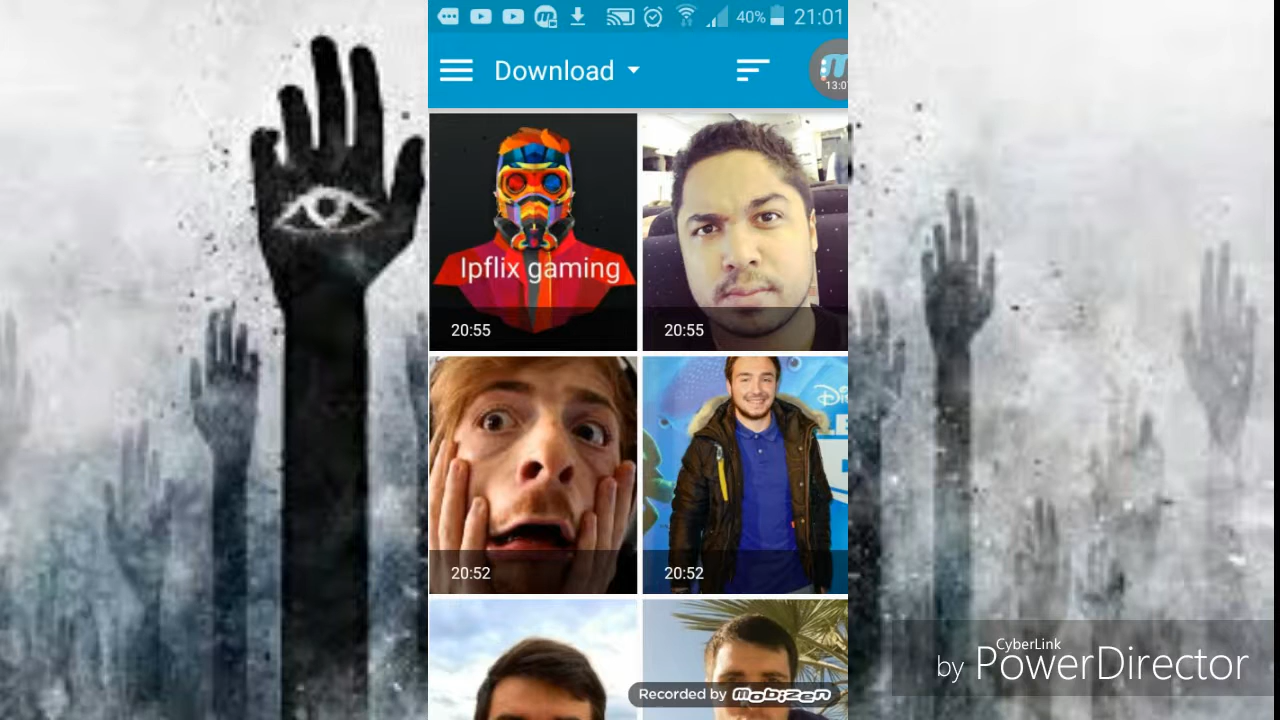 40% 21:01
Download
13:0
lpflix gaming
20:55
20:55
20:52
20:52
Recorded by mobizen
CyberLink
by PowerDirector